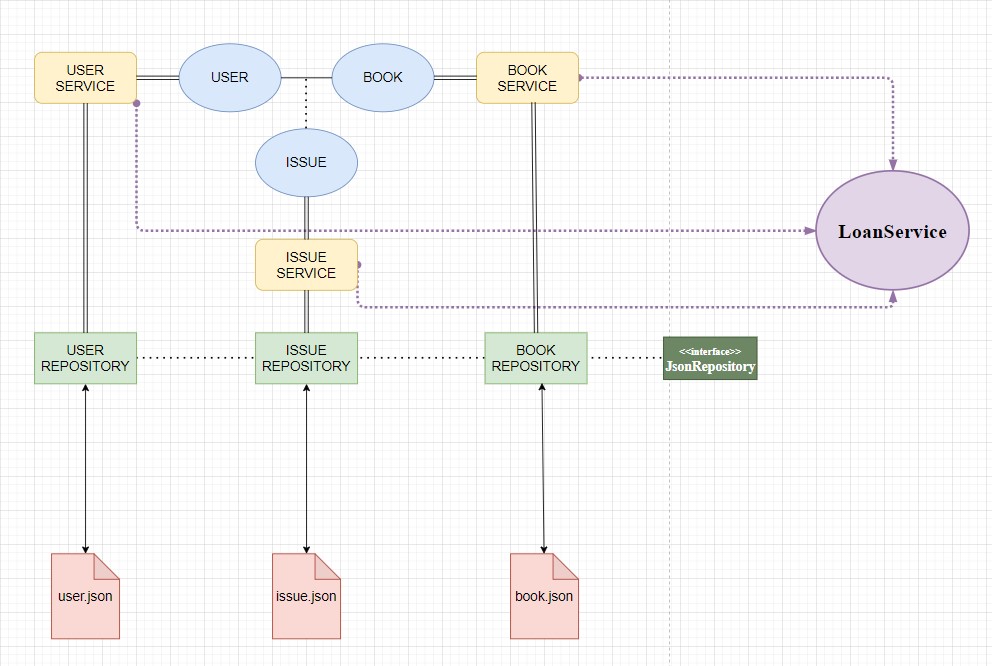 USER
SERVICE
USER
BOOK
BOOK
SERVICE
ISSUE
LoanService
ISSUE
SERVICE
USER
REPOSITORY
ISSUE
REPOSITORY
BOOK
REPOSITORY
<<interface>>
JsonRepository
user.json
issue.json
book.json